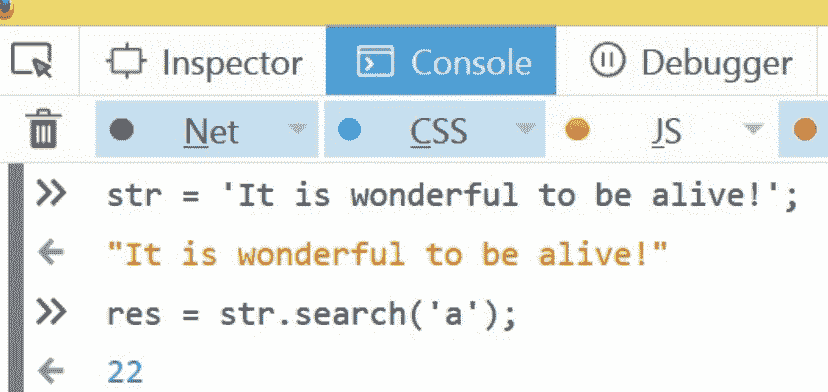 Inspector Console Debugger
Net CSS JS
>> str = 'It is wonderful to be alive!';
← "It is wonderful to be alive!"
>> res = str.search('a');
← 22